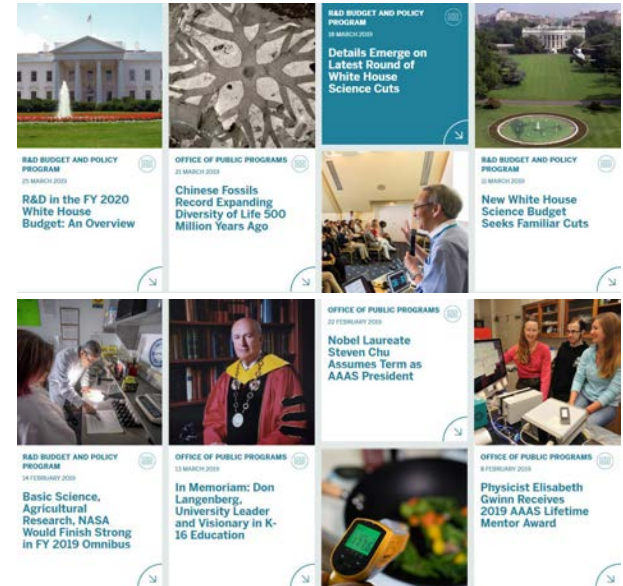 R&D BUDGET AND POLICY
PROGRAM
18 MARCH 2019
Details Emerge on
Latest Round of
White House
Science Cuts
R&D BUDGET AND POLICY
PROGRAM
25 MARCH 2019
R&D in the FY 2020
White House
Budget: An Overview
OFFICE OF PUBLIC PROGRAMS
21 MARCH 2019
Chinese Fossils
Record Expanding
Diversity of Life 500
Million Years Ago
R&D BUDGET AND POLICY
PROGRAM
11 MARCH 2019
New White House
Science Budget
Seeks Familiar Cuts
OFFICE OF PUBLIC PROGRAMS
22 FEBRUARY 2019
Nobel Laureate
Steven Chu
Assumes Term as
AAAS President
R&D BUDGET AND POLICY
PROGRAM
14 FEBRUARY 2019
Basic Science,
Agricultural
Research, NASA
Would Finish Strong
in FY 2019 Omnibus
OFFICE OF PUBLIC PROGRAMS
13 MARCH 2019
In Memoriam: Don
Langenberg,
University Leader
and Visionary in K-
16 Education
OFFICE OF PUBLIC PROGRAMS
8 FEBRUARY 2019
Physicist Elisabeth
Gwinn Receives
2019 AAAS Lifetime
Mentor Award